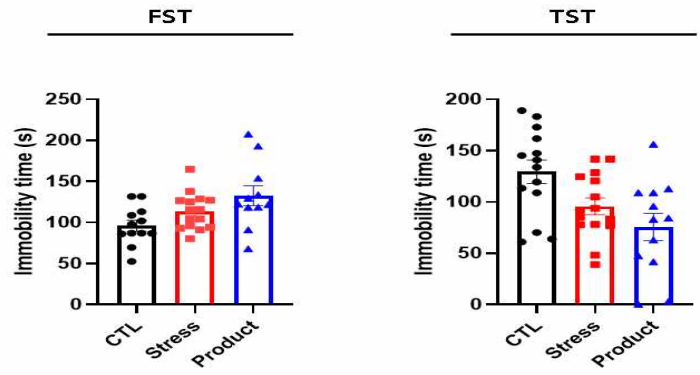 FST
Immobility time (s)
250
200
150
100
50
0
CTL
Stress
Product
TST
Immobility time (s)
200
150
100
50
0
CTL
Stress
Product